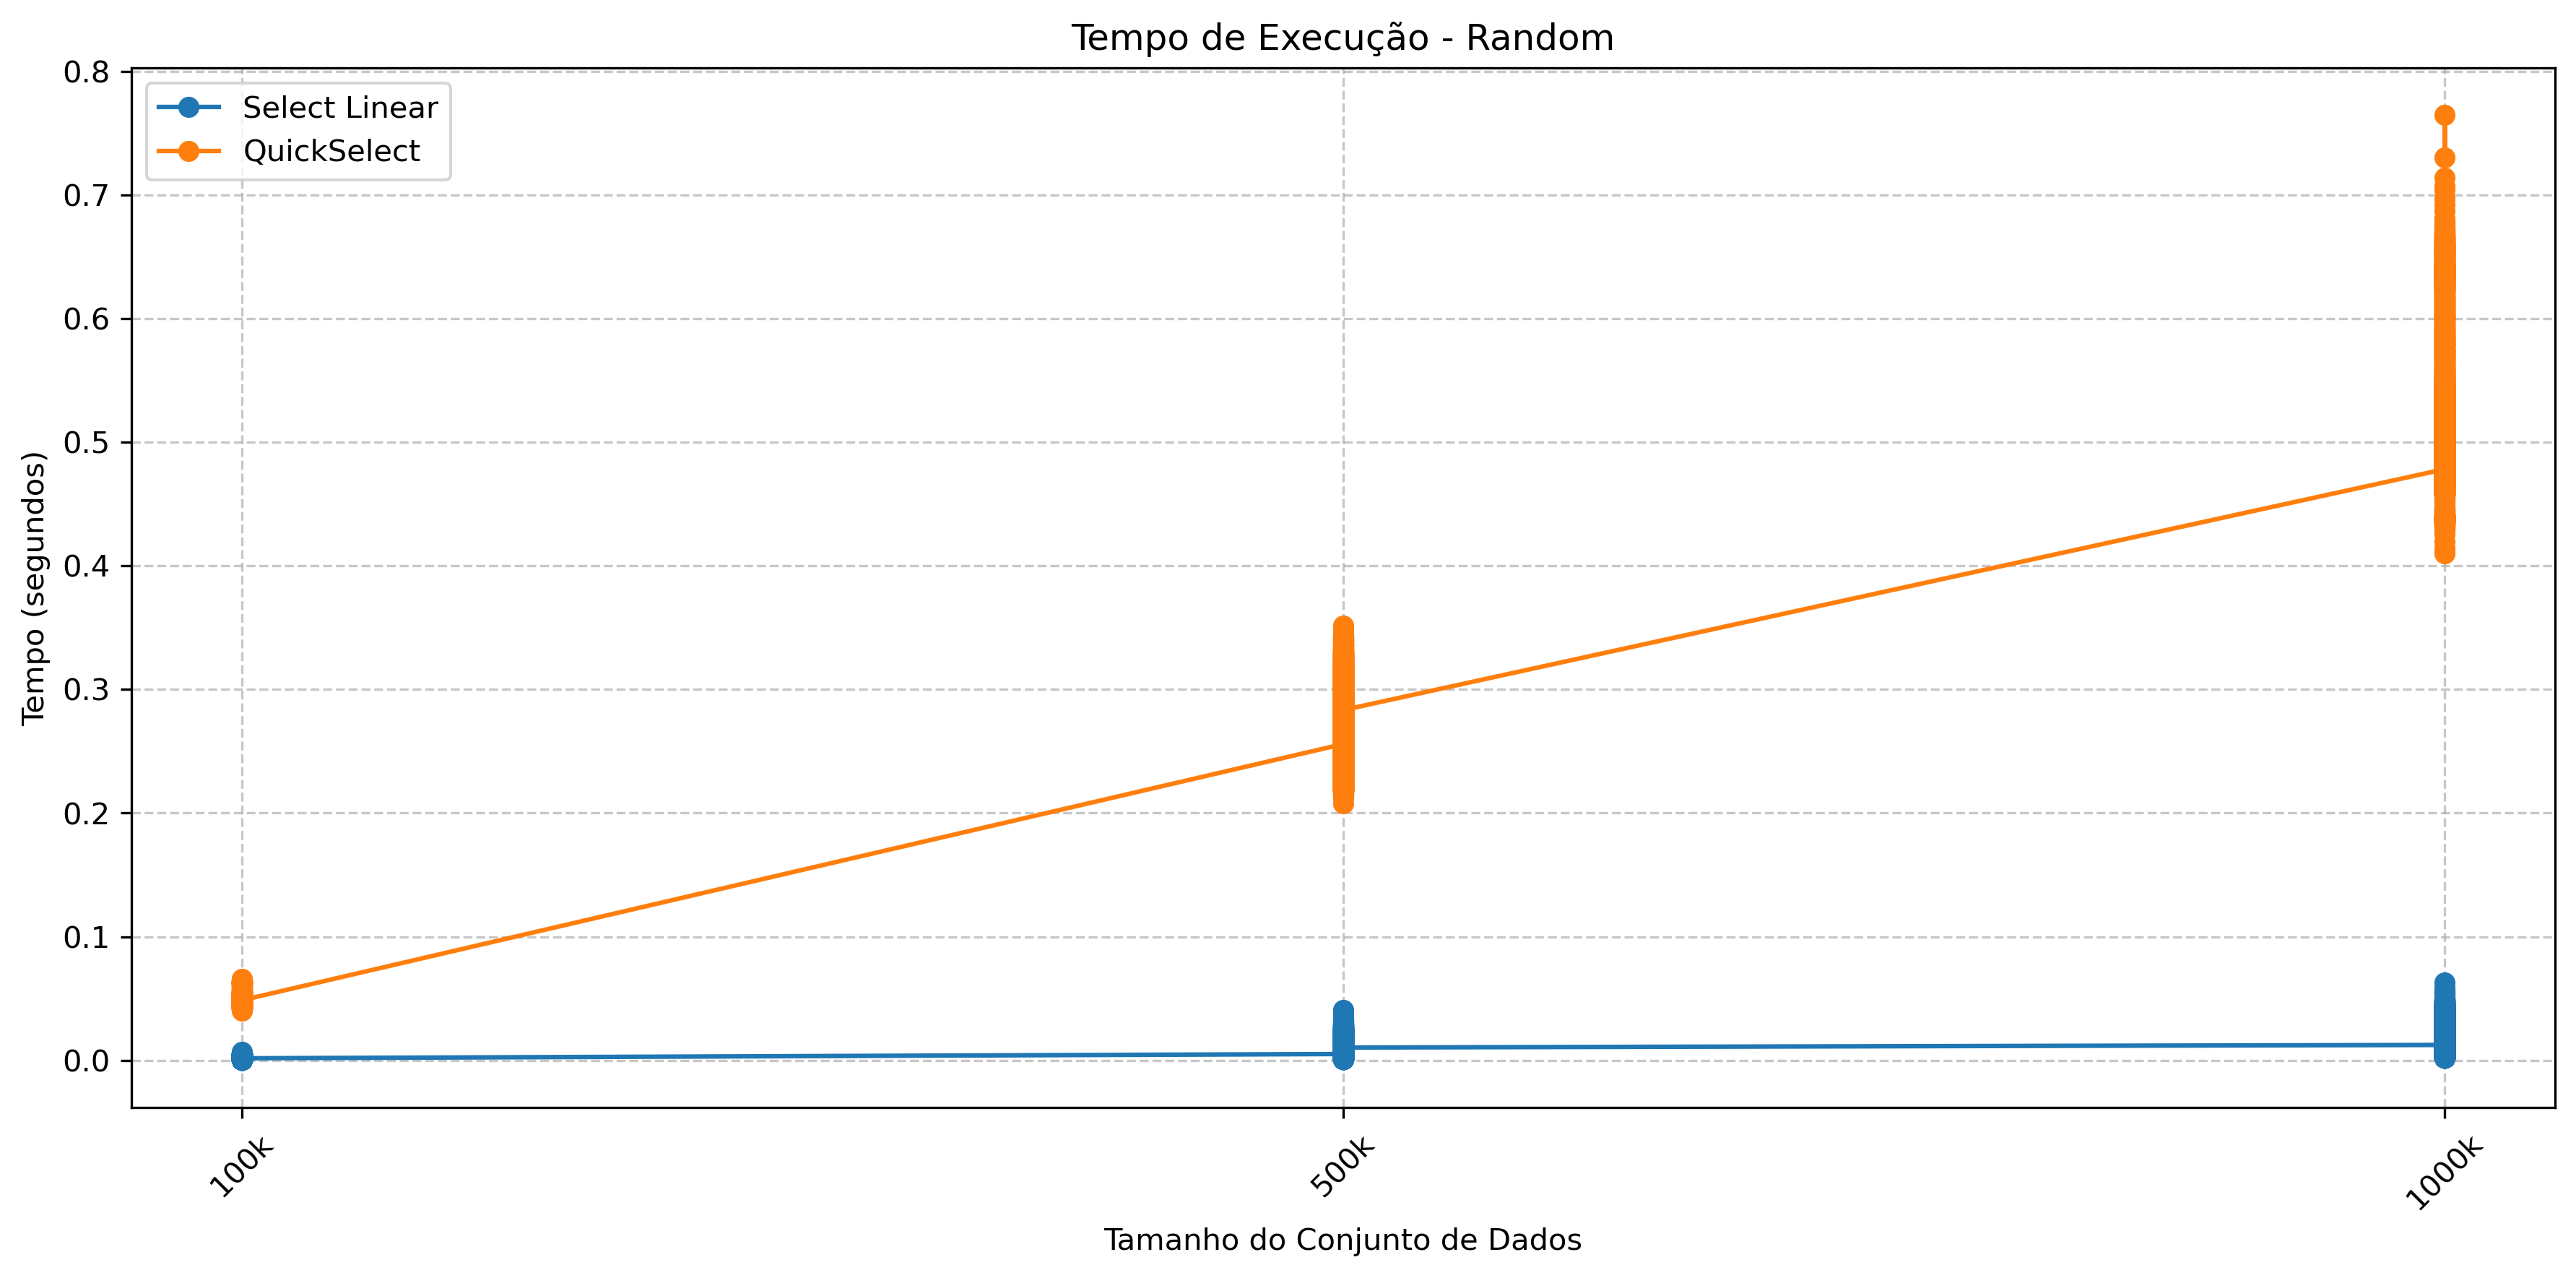 Tempo de Execução - Random
Select Linear
QuickSelect
Tempo (segundos)
0.8
0.7
0.6
0.5
0.4
0.3
0.2
0.1
0.0
100k
500k
1000k
Tamanho do Conjunto de Dados